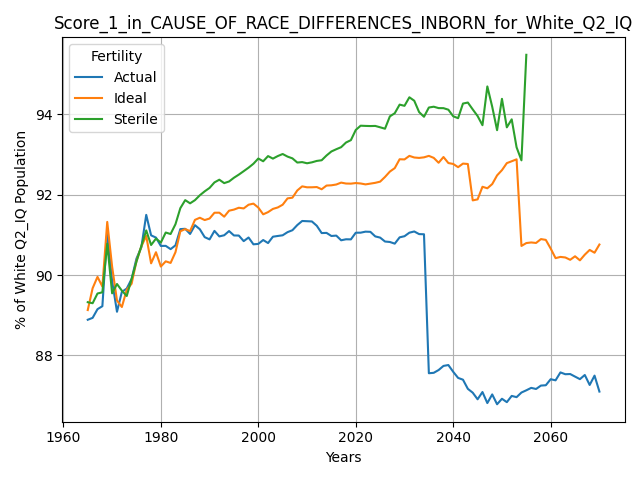 Score_1_in_CAUSE_OF_RACE_DIFFERENCES_INBORN_for_White_Q2_IQ
Fertility
Actual
Ideal
Sterile
% of White Q2_IQ Population
94
92
90
88
1960
1980
2000
2020
2040
2060
Years